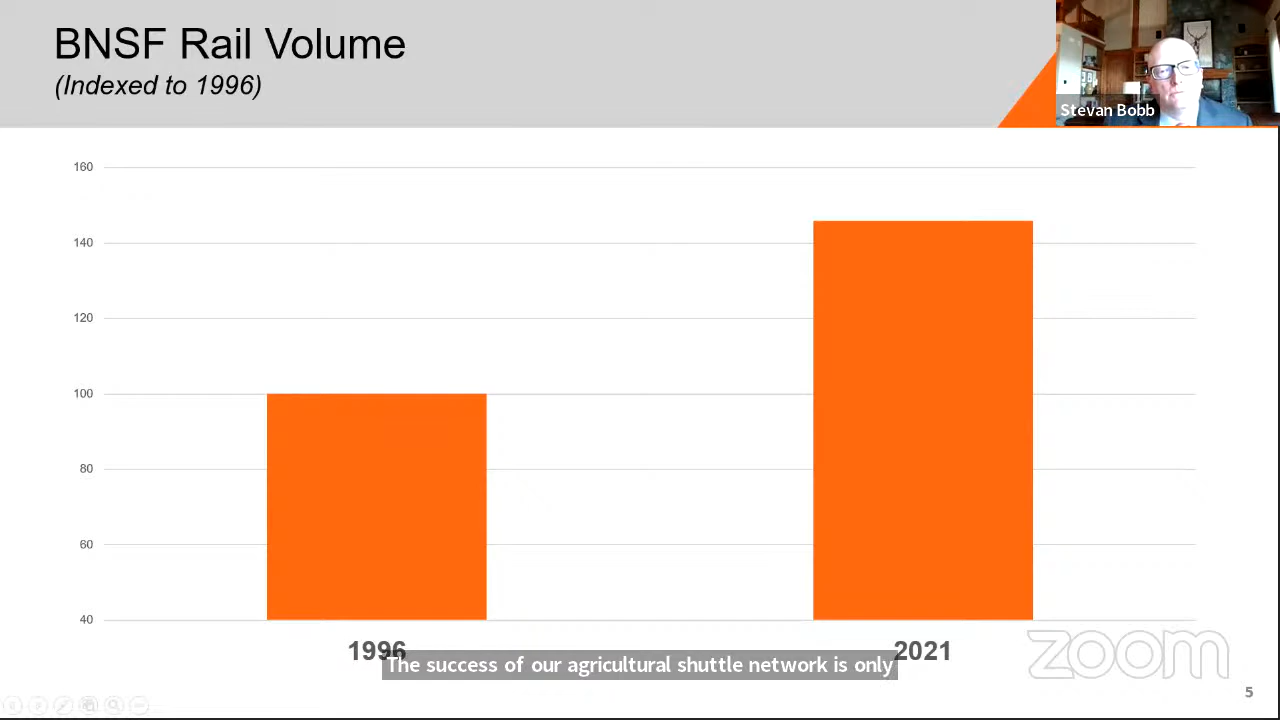 BNSF Rail Volume
(Indexed to 1996)
Stevan Bobb
160
140
120
100
80
60
40
1996
2021
The success of our agricultural shuttle network is only
zoom
5